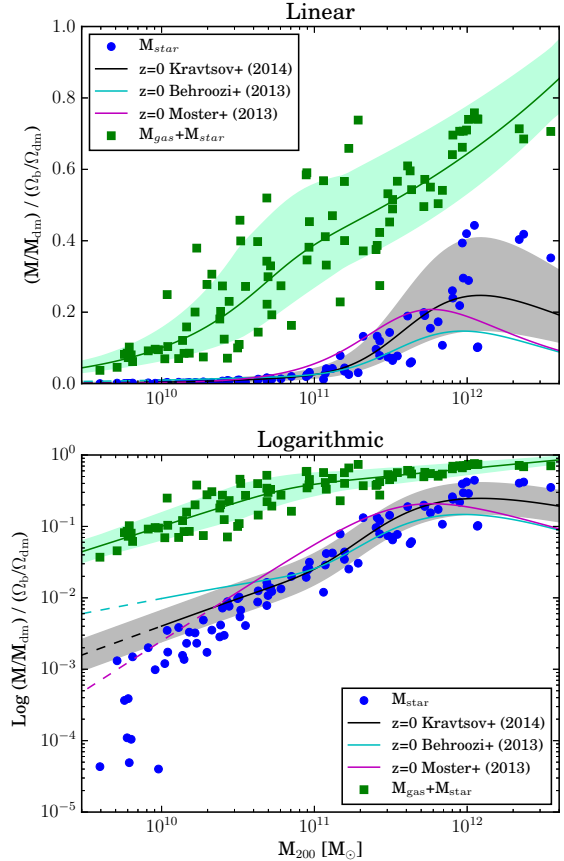 Linear
1.0
0.8
0.6
0.4
0.2
0.0
(M/M_dm) / (Ω_b/Ω_dm)
M_star
z=0 Kravtsov+ (2014)
z=0 Behroozi+ (2013)
z=0 Moster+ (2013)
M_gas+M_star
10^10
10^11
10^12
Logarithmic
10^0
10^-1
10^-2
10^-3
10^-4
10^-5
Log (M/M_dm) / (Ω_b/Ω_dm)
M_star
z=0 Kravtsov+ (2014)
z=0 Behroozi+ (2013)
z=0 Moster+ (2013)
M_gas+M_star
10^10
10^11
10^12
M_200 [M_⊙]